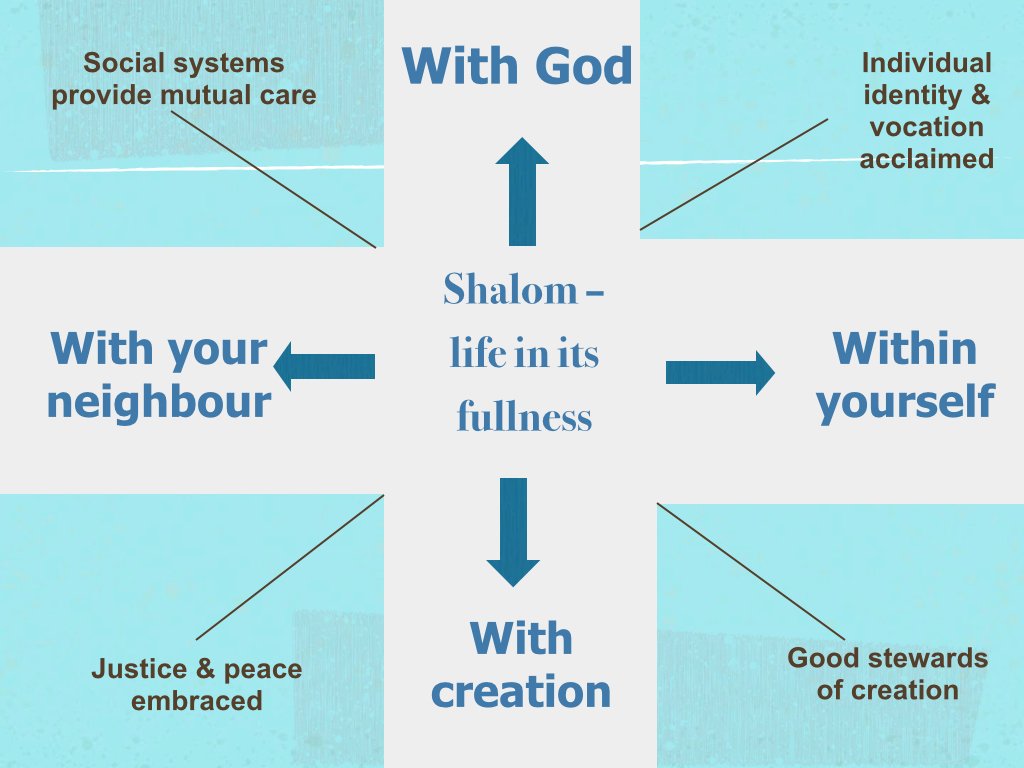 Social systems
provide mutual care
With God
Individual
identity &
vocation
acclaimed
Shalom –
life in its
fullness
With your
neighbour
Within
yourself
With
creation
Justice & peace
embraced
Good stewards
of creation